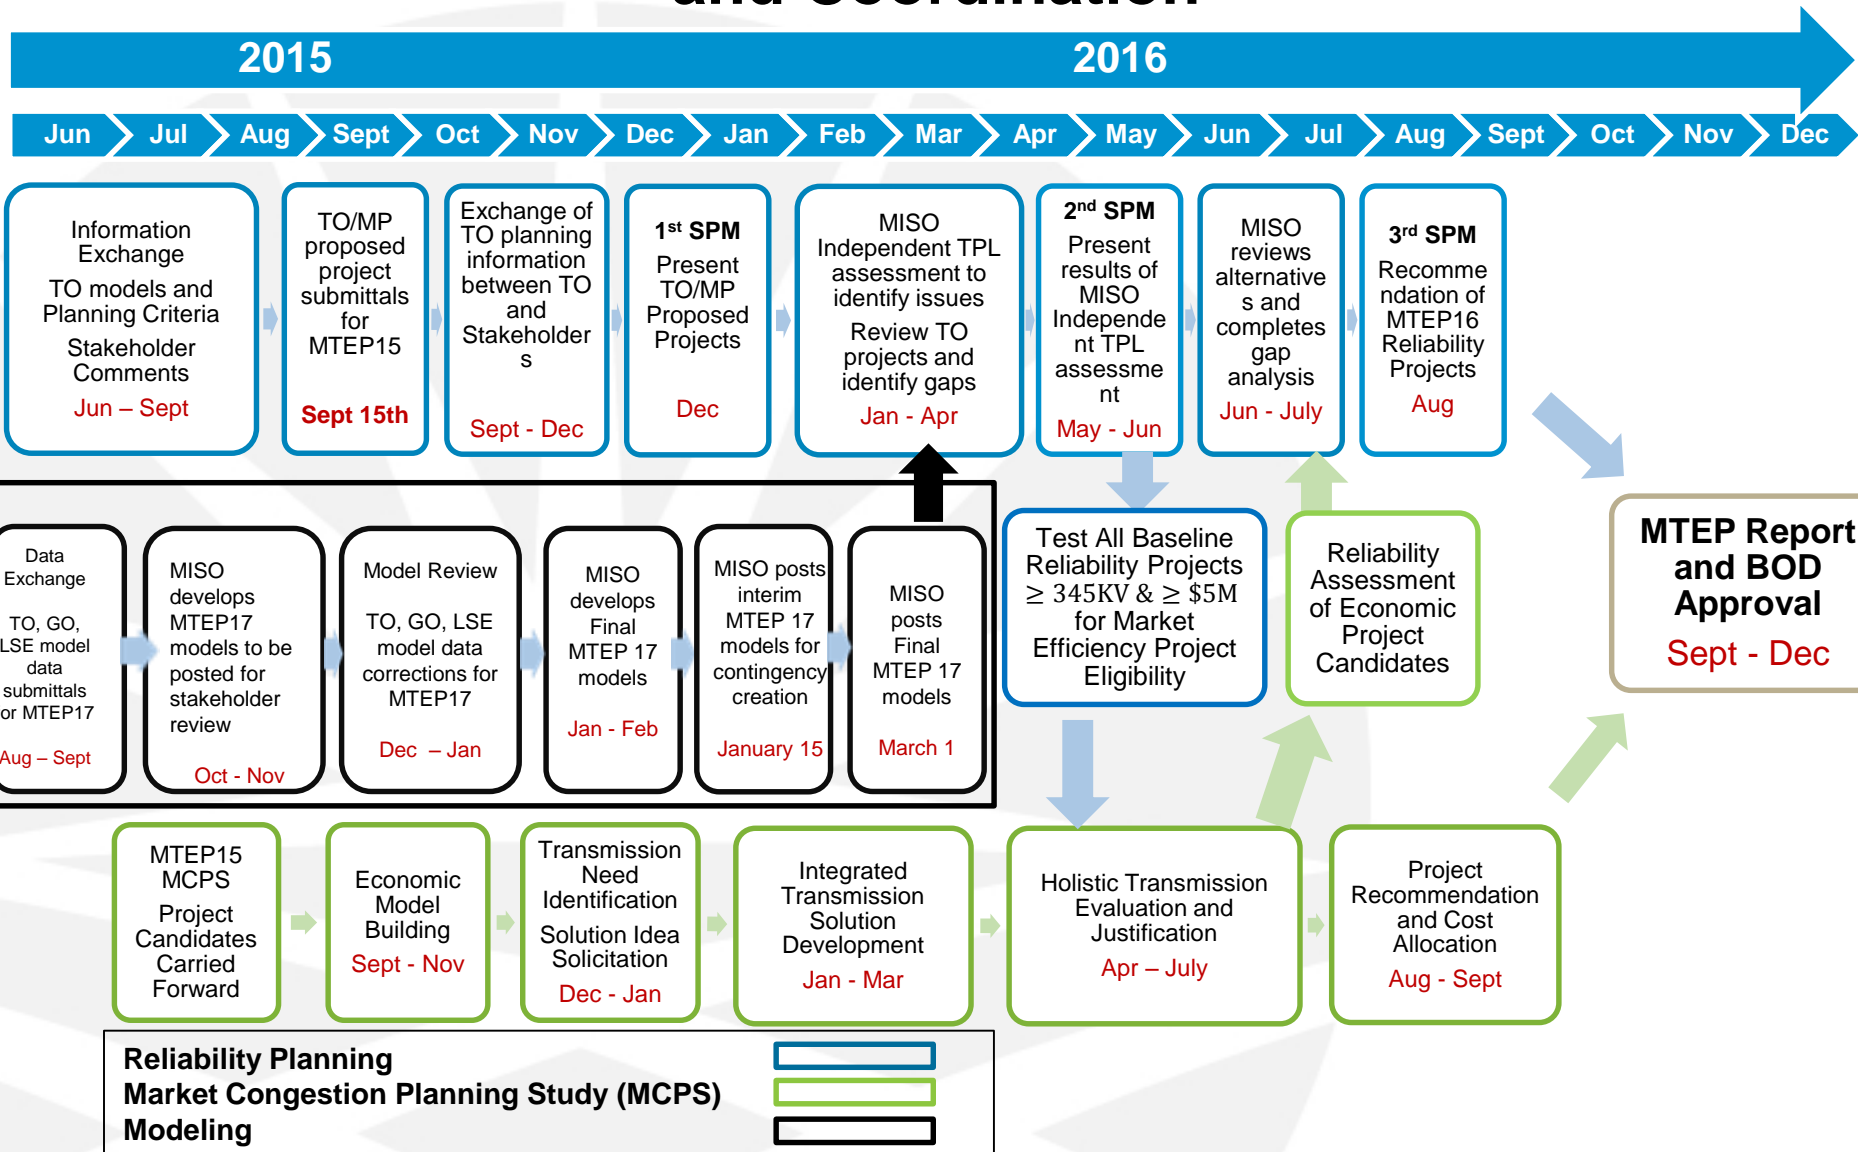 and Coordination
2015
2016
Jun
Jul
Aug
Sept
Oct
Nov
Dec
Jan
Feb
Mar
Apr
May
Jun
Jul
Aug
Sept
Oct
Nov
Dec
Information
Exchange
TO models and
Planning Criteria
Stakeholder
Comments
Jun – Sept
TO/MP
proposed
project
submittals
for
MTEP15
Sept 15th
Exchange of
TO planning
information
between TO
and
Stakeholder
s
Sept - Dec
1st SPM
Present
TO/MP
Proposed
Projects
Dec
MISO
Independent TPL
assessment to
identify issues
Review TO
projects and
identify gaps
Jan - Apr
2nd SPM
Present
results of
MISO
Independe
nt TPL
assessme
nt
May - Jun
MISO
reviews
alternative
s and
completes
gap
analysis
Jun - July
3rd SPM
Recomme
ndation of
MTEP16
Reliability
Projects
Aug
Data
Exchange
TO, GO,
LSE model
data
submittals
or MTEP17
Aug – Sept
MISO
develops
MTEP17
models to be
posted for
stakeholder
review
Oct - Nov
Model Review
TO, GO, LSE
model data
corrections for
MTEP17
Dec – Jan
MISO
develops
Final
MTEP 17
models
Jan - Feb
MISO posts
interim
MTEP 17
models for
contingency
creation
January 15
MISO
posts
Final
MTEP 17
models
March 1
Test All Baseline
Reliability Projects
≥ 345KV & ≥ $5M
for Market
Efficiency Project
Eligibility
Reliability
Assessment
of Economic
Project
Candidates
MTEP Report
and BOD
Approval
Sept - Dec
MTEP15
MCPS
Project
Candidates
Carried
Forward
Economic
Model
Building
Sept - Nov
Transmission
Need
Identification
Solution Idea
Solicitation
Dec - Jan
Integrated
Transmission
Solution
Development
Jan - Mar
Holistic Transmission
Evaluation and
Justification
Apr – July
Project
Recommendation
and Cost
Allocation
Aug - Sept
Reliability Planning
Market Congestion Planning Study (MCPS)
Modeling